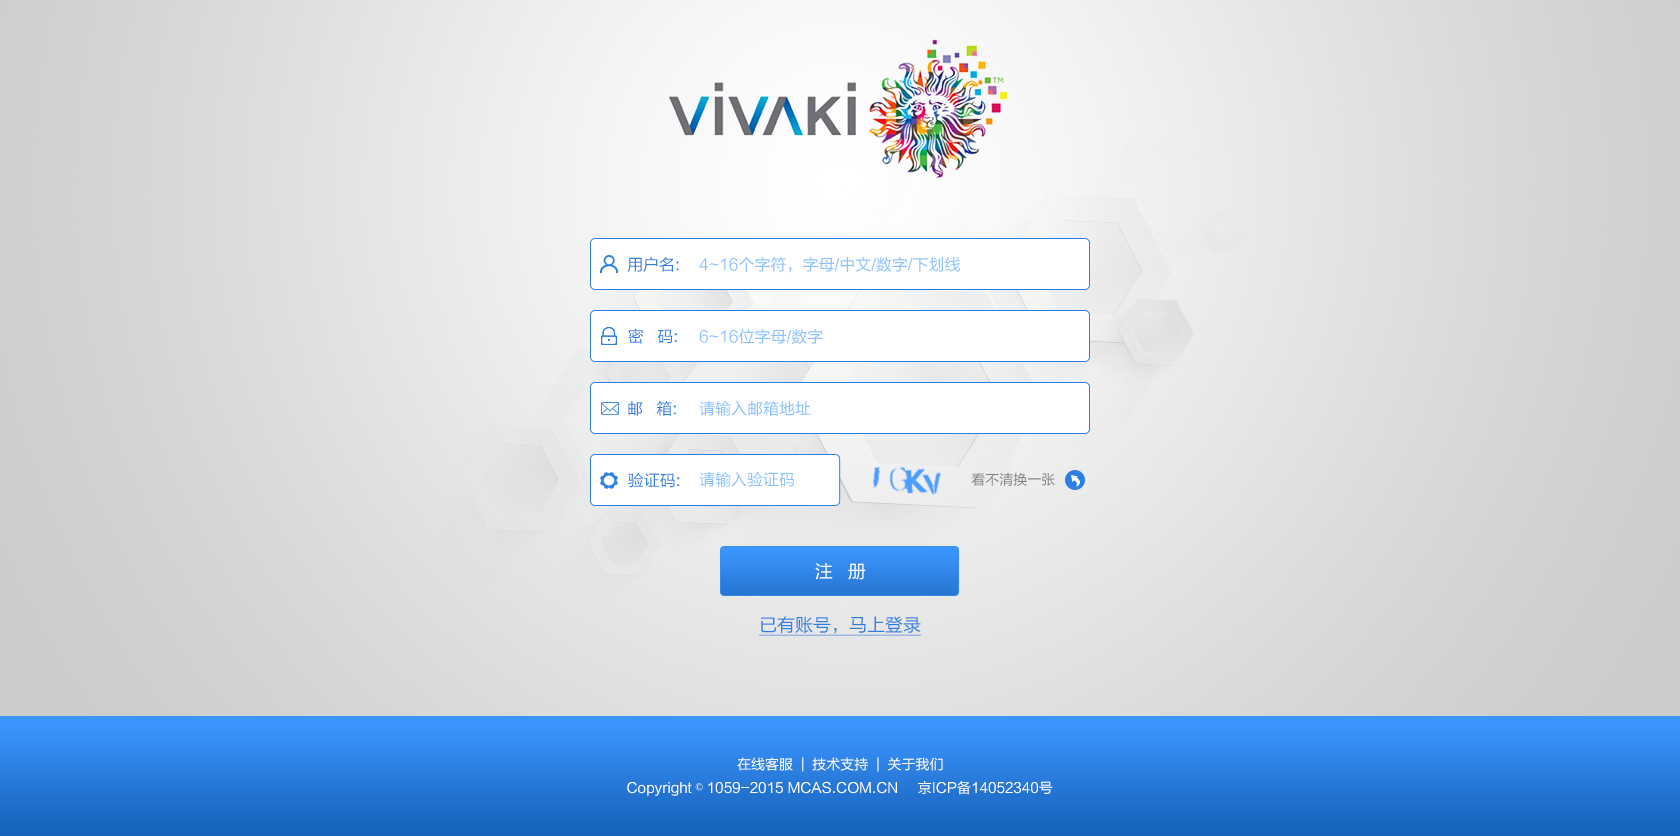 VIVAKI
TM
用户名: 4~16个字符，字母/中文/数字/下划线
密 码: 6~16位字母/数字
邮 箱: 请输入邮箱地址
验证码: 请输入验证码 IGKV 看不清换一张
注 册
已有账号，马上登录
在线客服 | 技术支持 | 关于我们
Copyright © 1059-2015 MCAS.COM.CN 京ICP备14052340号